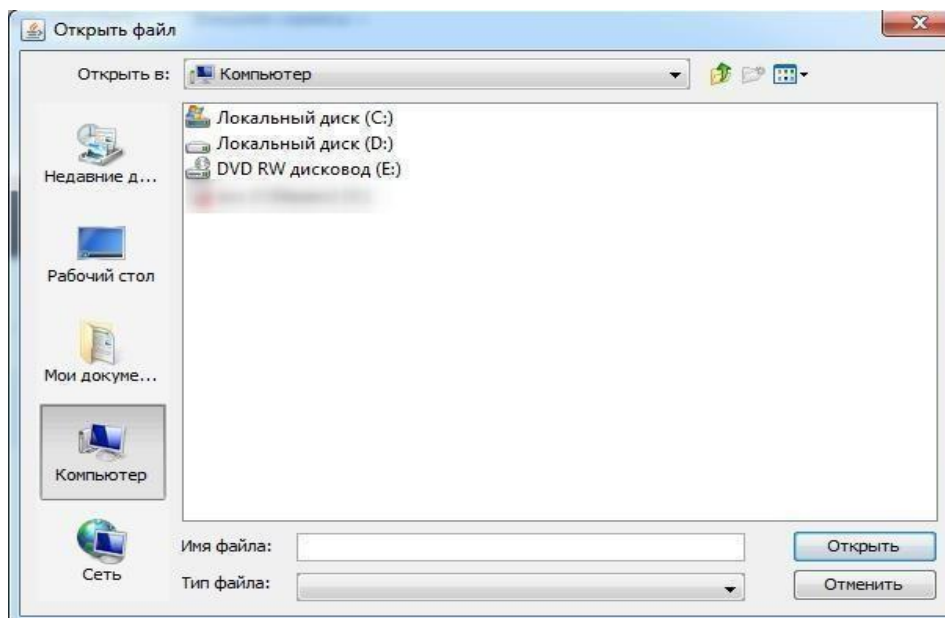 Открыть файл
Открыть в:
Компьютер
Локальный диск (C:)
Локальный диск (D:)
DVD RW дисковод (E:)
Недавние д...
Рабочий стол
Мои докуме...
Компьютер
Сеть
Имя файла:
Открыть
Тип файла:
Отменить